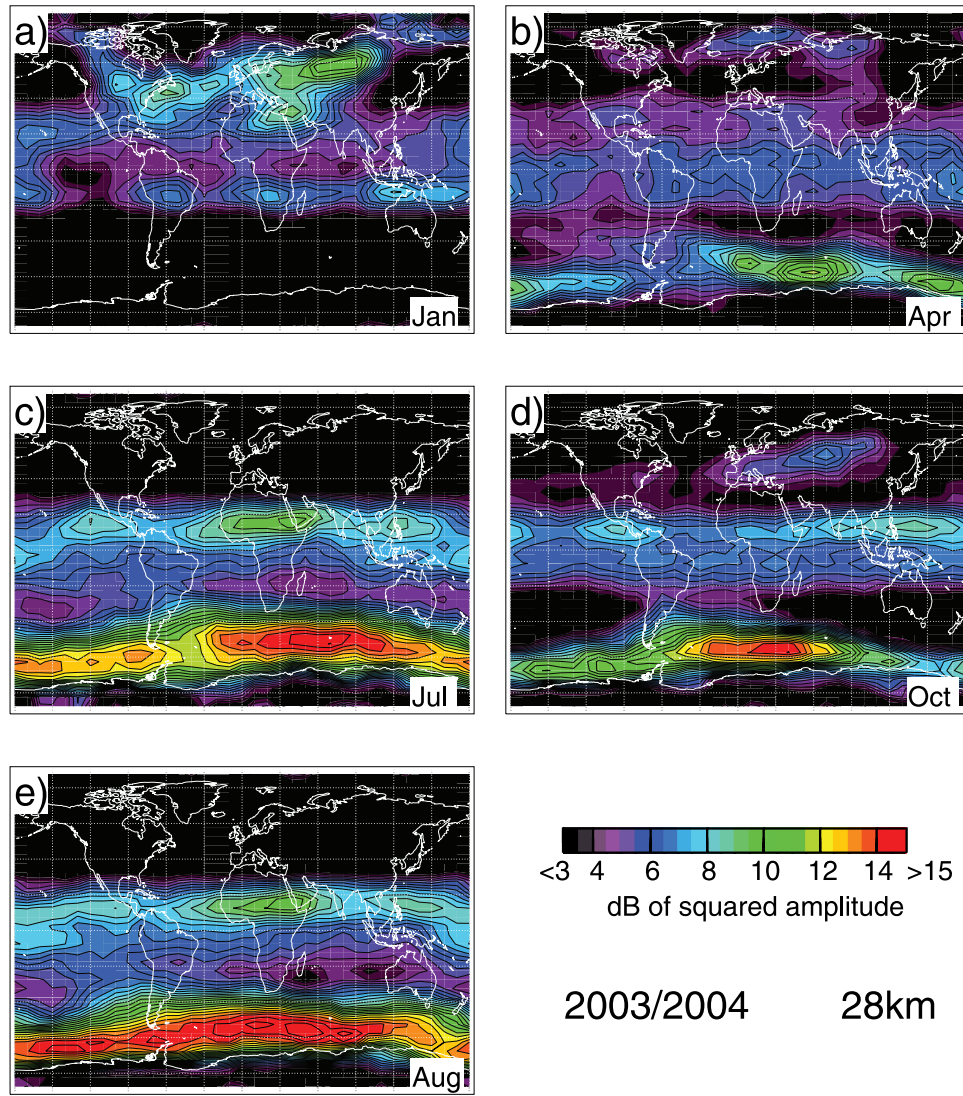 a)
Jan
b)
Apr
c)
Jul
d)
Oct
e)
Aug
<3 4 6 8 10 12 14 >15
dB of squared amplitude
2003/2004 28km